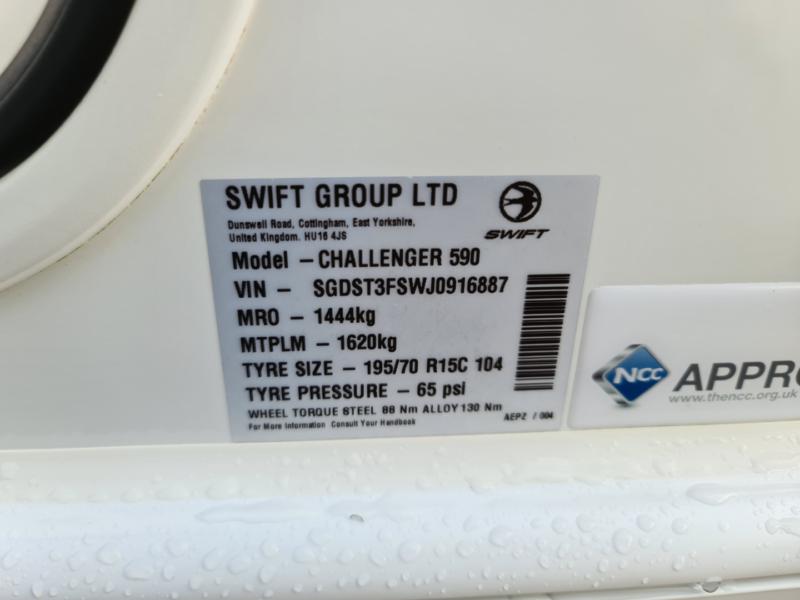 SWIFT GROUP LTD
Dunswell Road, Cottingham, East Yorkshire,
United Kingdom. HU16 4JS
SWIFT
Model – CHALLENGER 590
VIN – SGDST3FSWJ0916887
MRO – 1444kg
MTPLM – 1620kg
TYRE SIZE – 195/70 R15C 104
TYRE PRESSURE – 65 psi
WHEEL TORQUE STEEL 88 Nm ALLOY 130 Nm
For More Information Consult Your Handbook
AEPZ / 004
NCC APPRO
www.thencc.org.uk